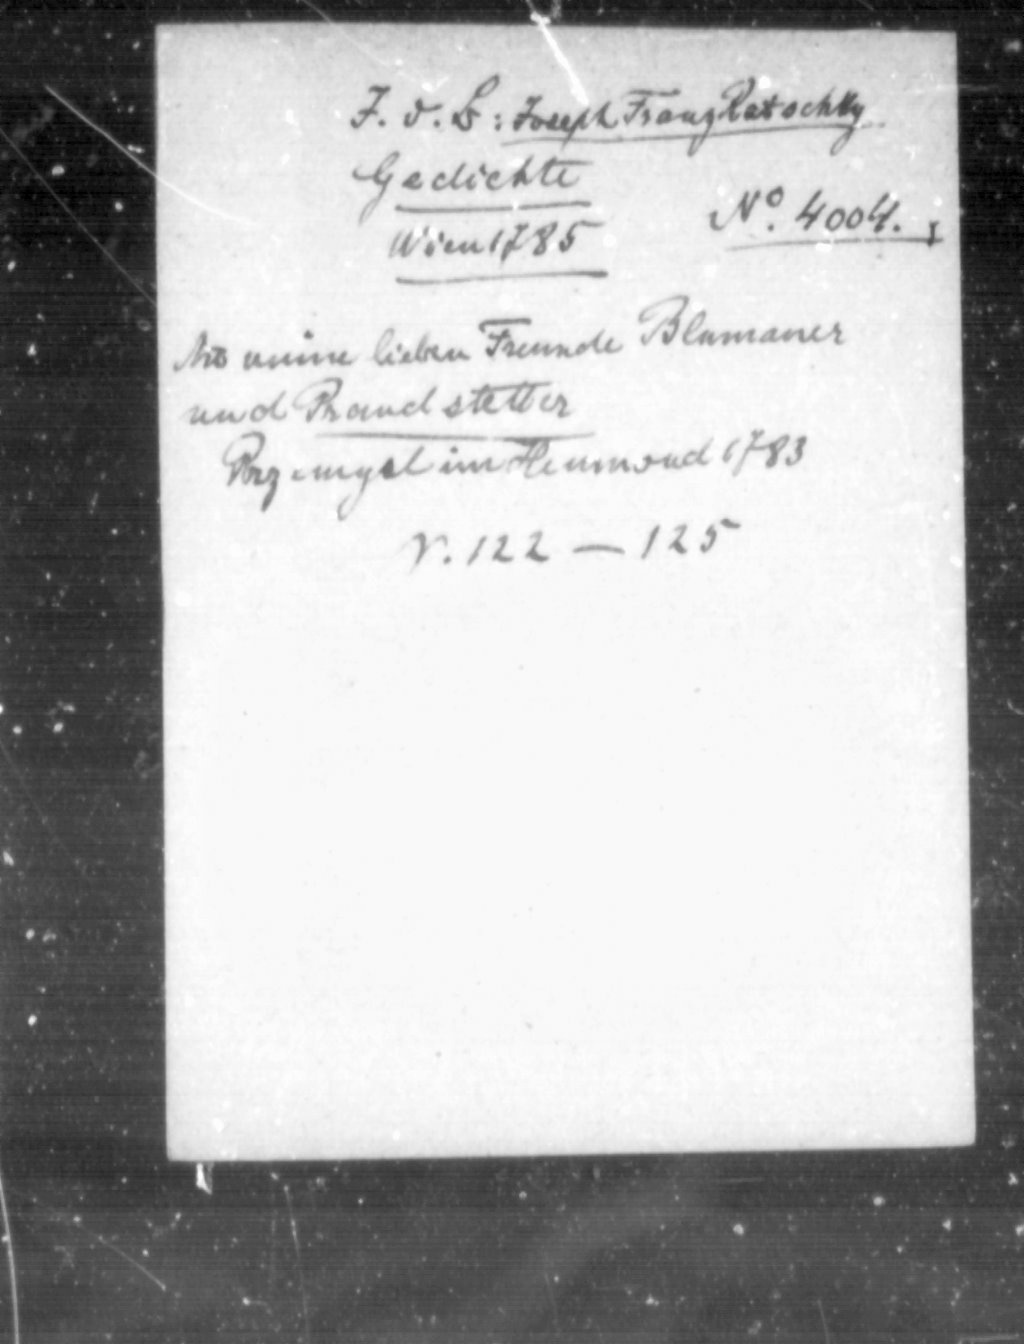 F. v. L: Joseph Franz Ratschky
Gedichte
Wien 1785
No. 4004.
An meine lieben Freunde Blumauer
und Prandstetter
Przemysl im Heumond 1783
V. 122 — 125